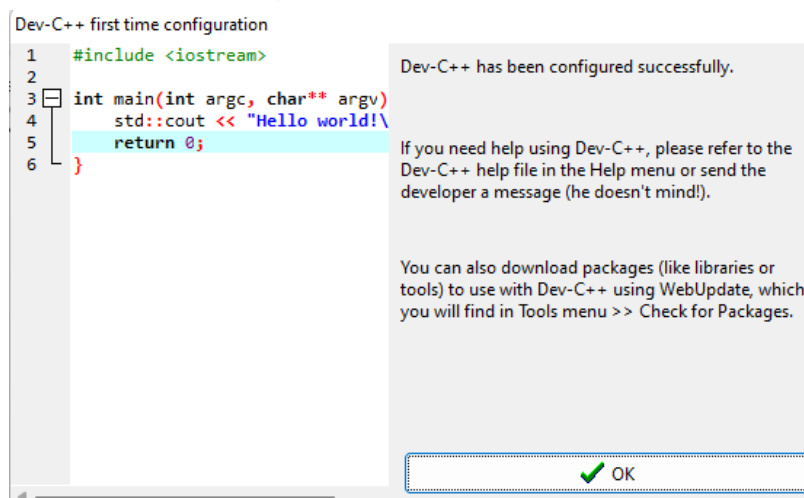 Dev-C++ first time configuration
1 #include <iostream>
2
3 int main(int argc, char** argv)
4 std::cout << "Hello world!\
5 return 0;
6 }
Dev-C++ has been configured successfully.
If you need help using Dev-C++, please refer to the
Dev-C++ help file in the Help menu or send the
developer a message (he doesn't mind!).
You can also download packages (like libraries or
tools) to use with Dev-C++ using WebUpdate, which
you will find in Tools menu >> Check for Packages.
OK